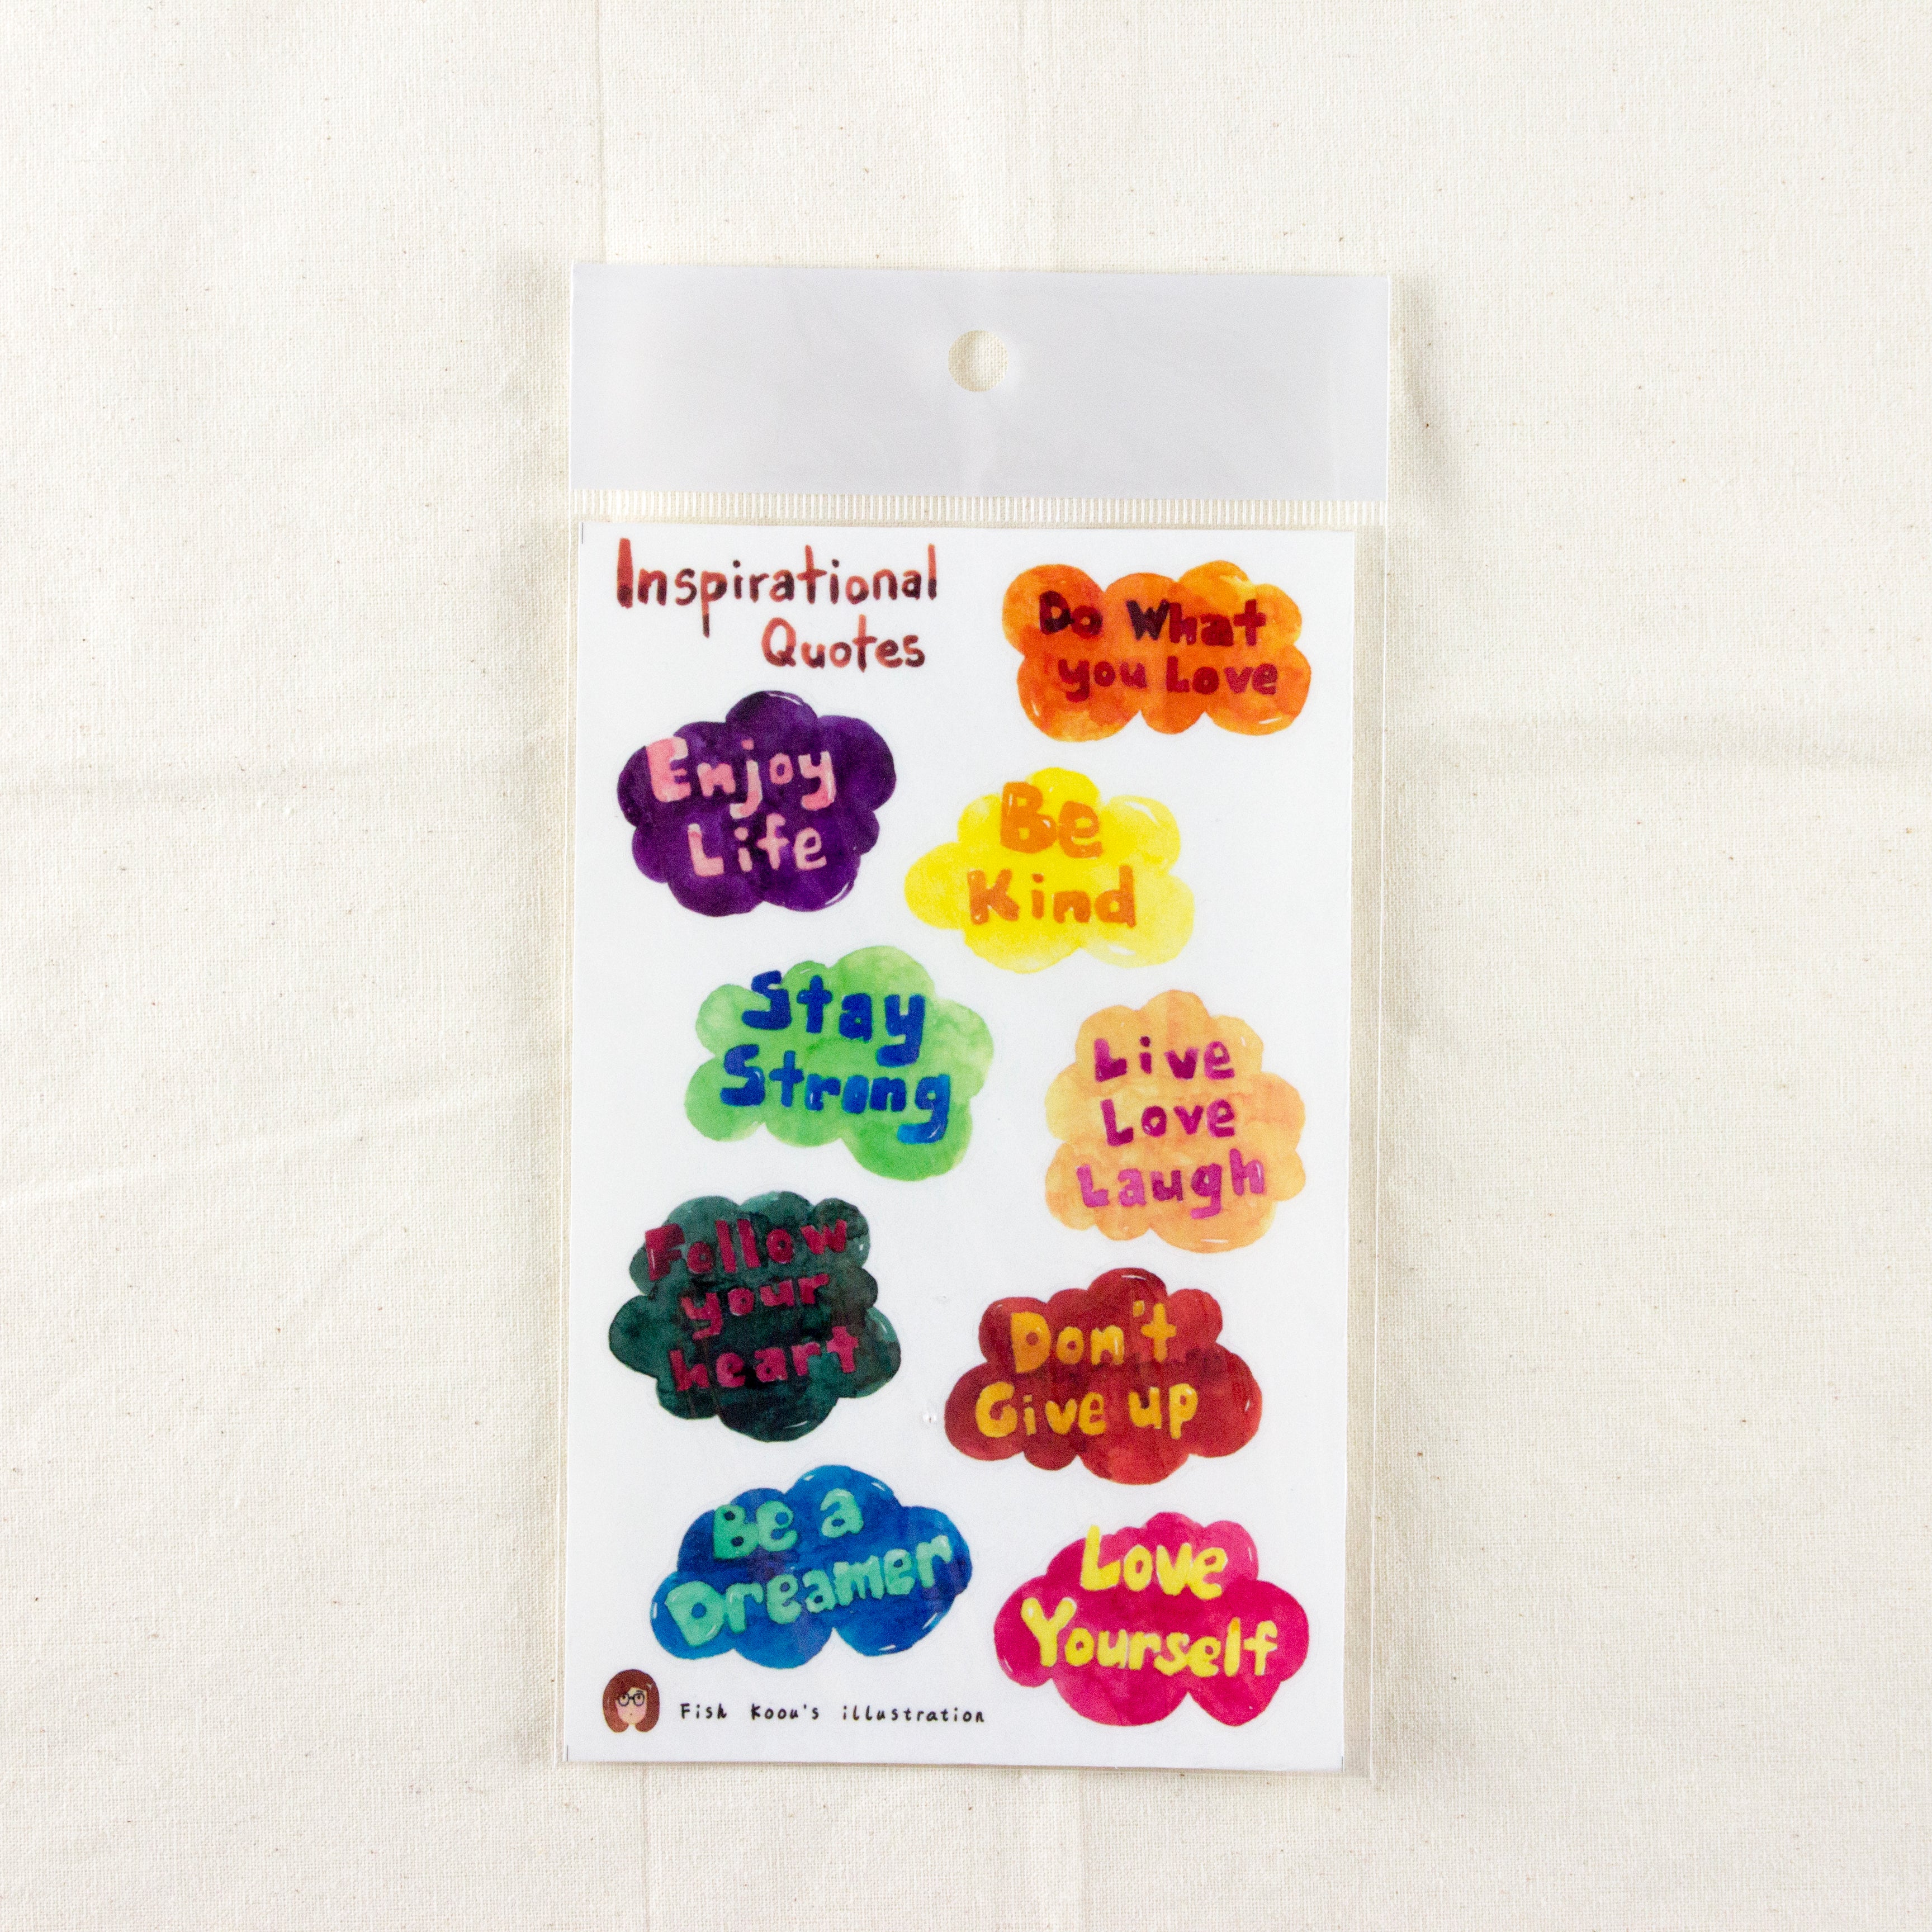 Inspirational
Quotes
Do What
you Love
Enjoy
Life
Be
Kind
Stay
Strong
Live
Love
Laugh
Follow
your
heart
Don't
Give up
Be a
Dreamer
Love
Yourself
Fish Koou's illustration